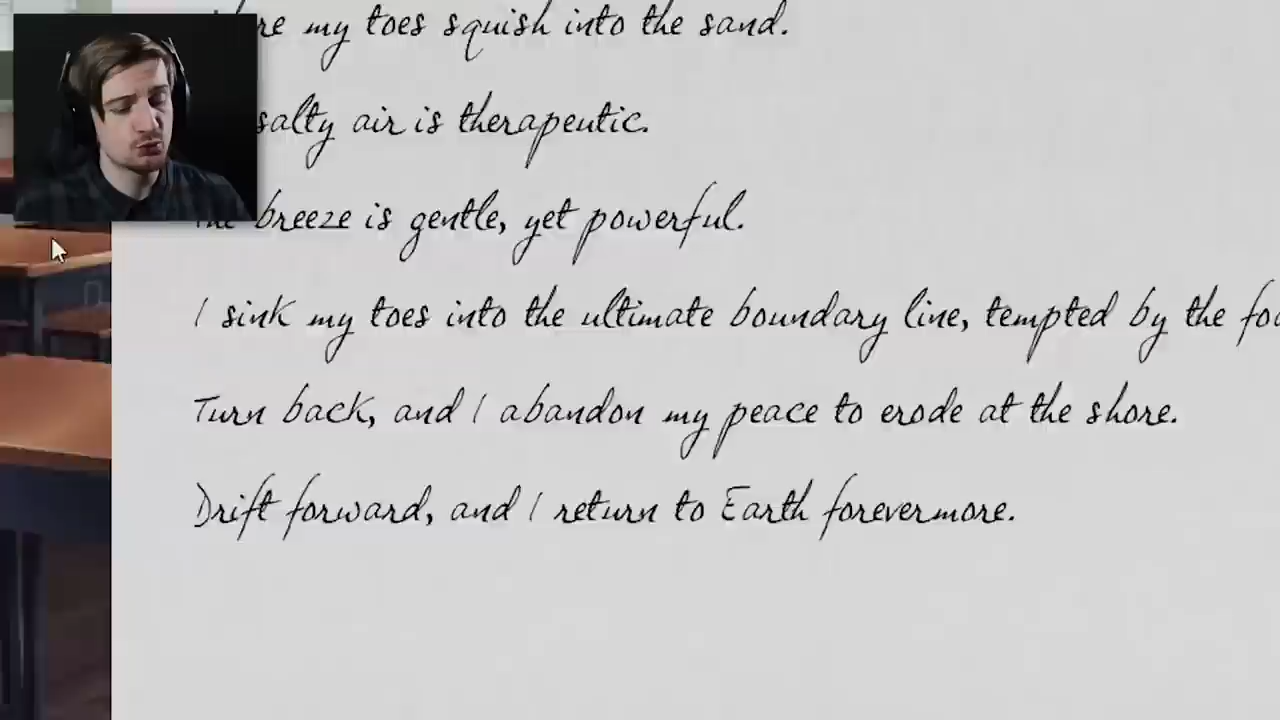 my toes squish into the sand.
salty air is therapeutic.
breeze is gentle, yet powerful.
I sink my toes into the ultimate boundary line, tempted by the
Turn back, and I abandon my peace to erode at the shore.
Drift forward, and I return to Earth forevermore.